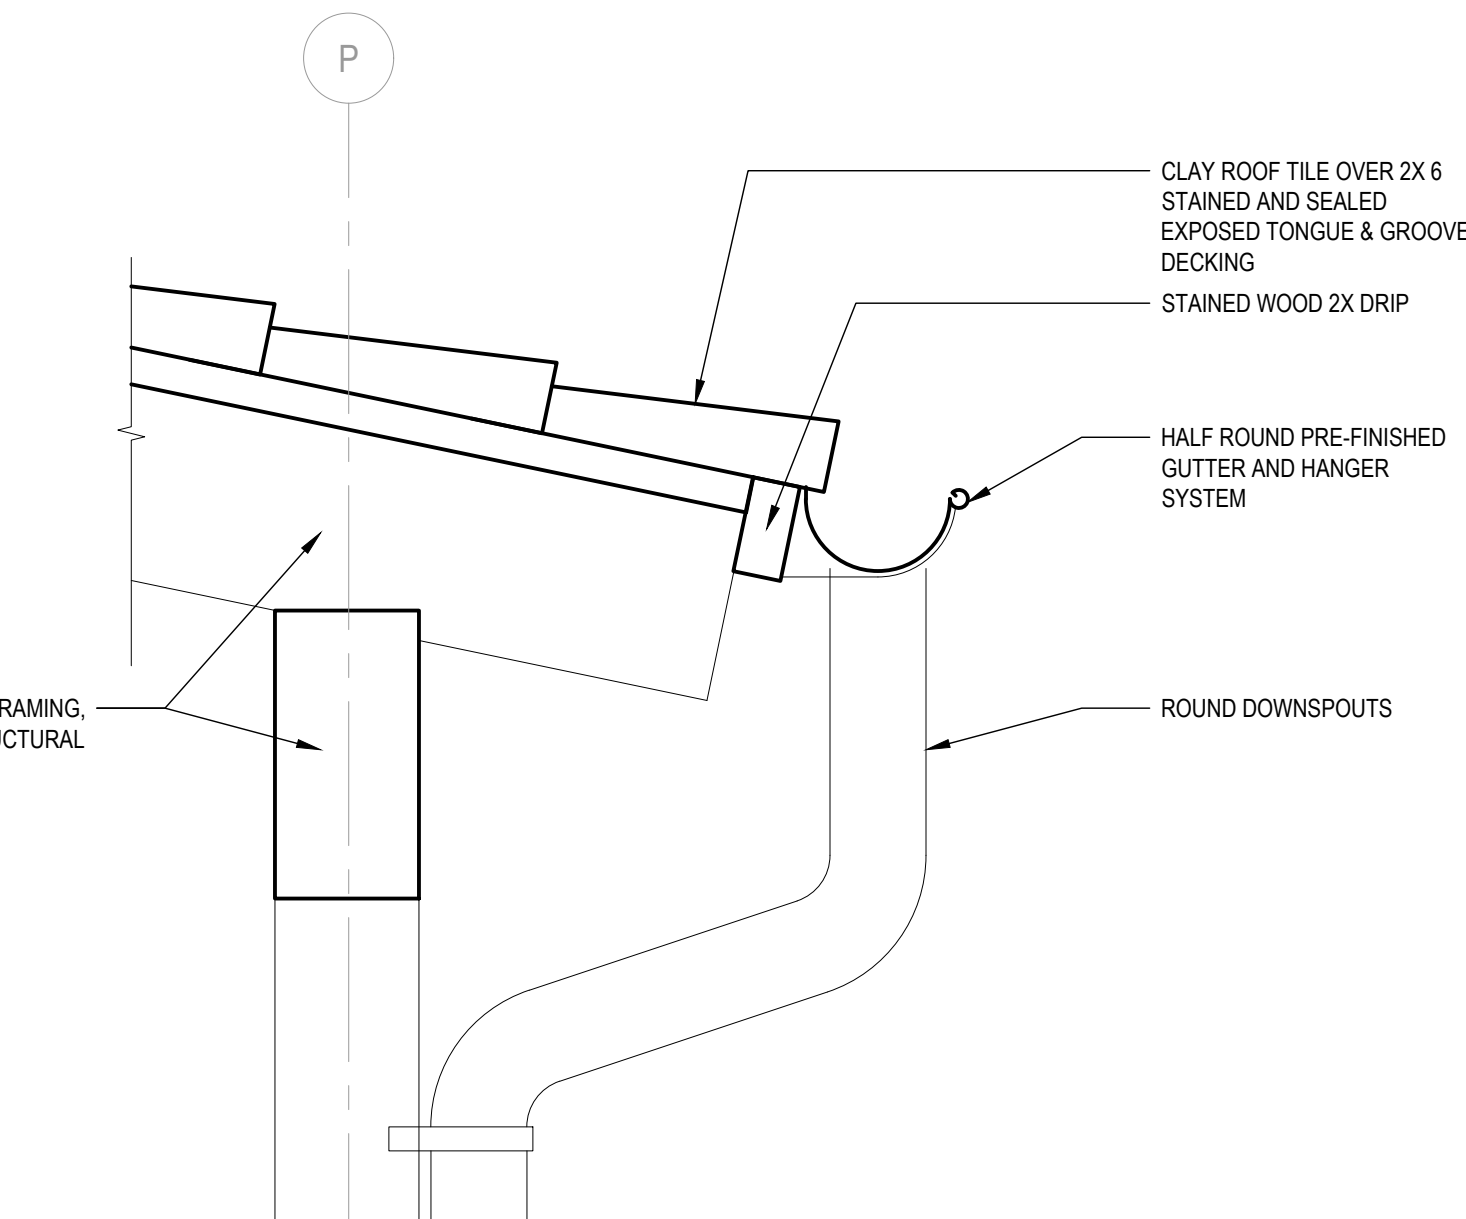 P
CLAY ROOF TILE OVER 2X 6
STAINED AND SEALED
EXPOSED TONGUE & GROOVE
DECKING
STAINED WOOD 2X DRIP
HALF ROUND PRE-FINISHED
GUTTER AND HANGER
SYSTEM
RAMING,
UCTURAL
ROUND DOWNSPOUTS